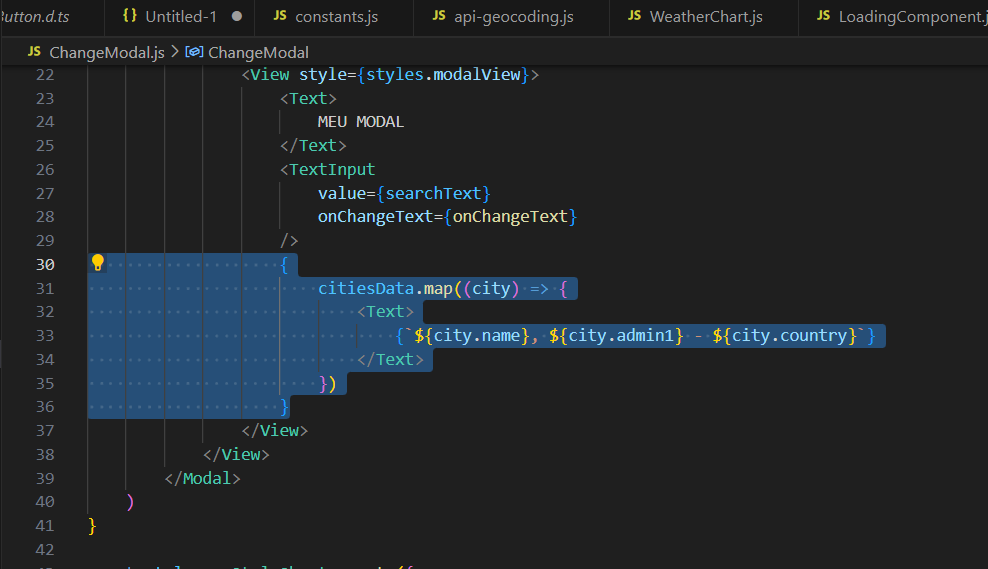 Button.d.ts {} Untitled-1 JS constants.js JS api-geocoding.js JS WeatherChart.js JS LoadingComponent.j
JS ChangeModal.js > ChangeModal
22 <View style={styles.modalView}>
23 <Text>
24 MEU MODAL
25 </Text>
26 <TextInput
27 value={searchText}
28 onChangeText={onChangeText}
29 />
30 {
31 citiesData.map((city) => {
32 <Text>
33 {`${city.name}, ${city.admin1} - ${city.country}`}
34 </Text>
35 })
36 }
37 </View>
38 </View>
39 </Modal>
40 )
41 }
42